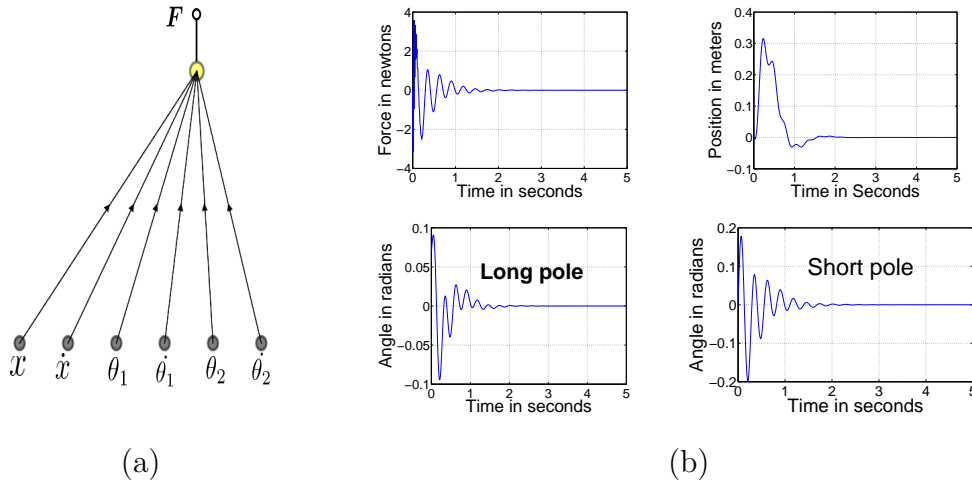 F
x ẋ θ₁ θ̇₁ θ₂ θ̇₂
(a)
Force in newtons
4
2
0
−2
−4
0 1 2 3 4 5
Time in seconds
Position in meters
0.4
0.3
0.2
0.1
0
−0.1
0 1 2 3 4 5
Time in Seconds
Angle in radians
0.1
0.05
0
−0.05
−0.1
Long pole
0 1 2 3 4 5
Time in seconds
Angle in radians
0.2
0.1
0
−0.1
−0.2
Short pole
0 1 2 3 4 5
Time in seconds
(b)